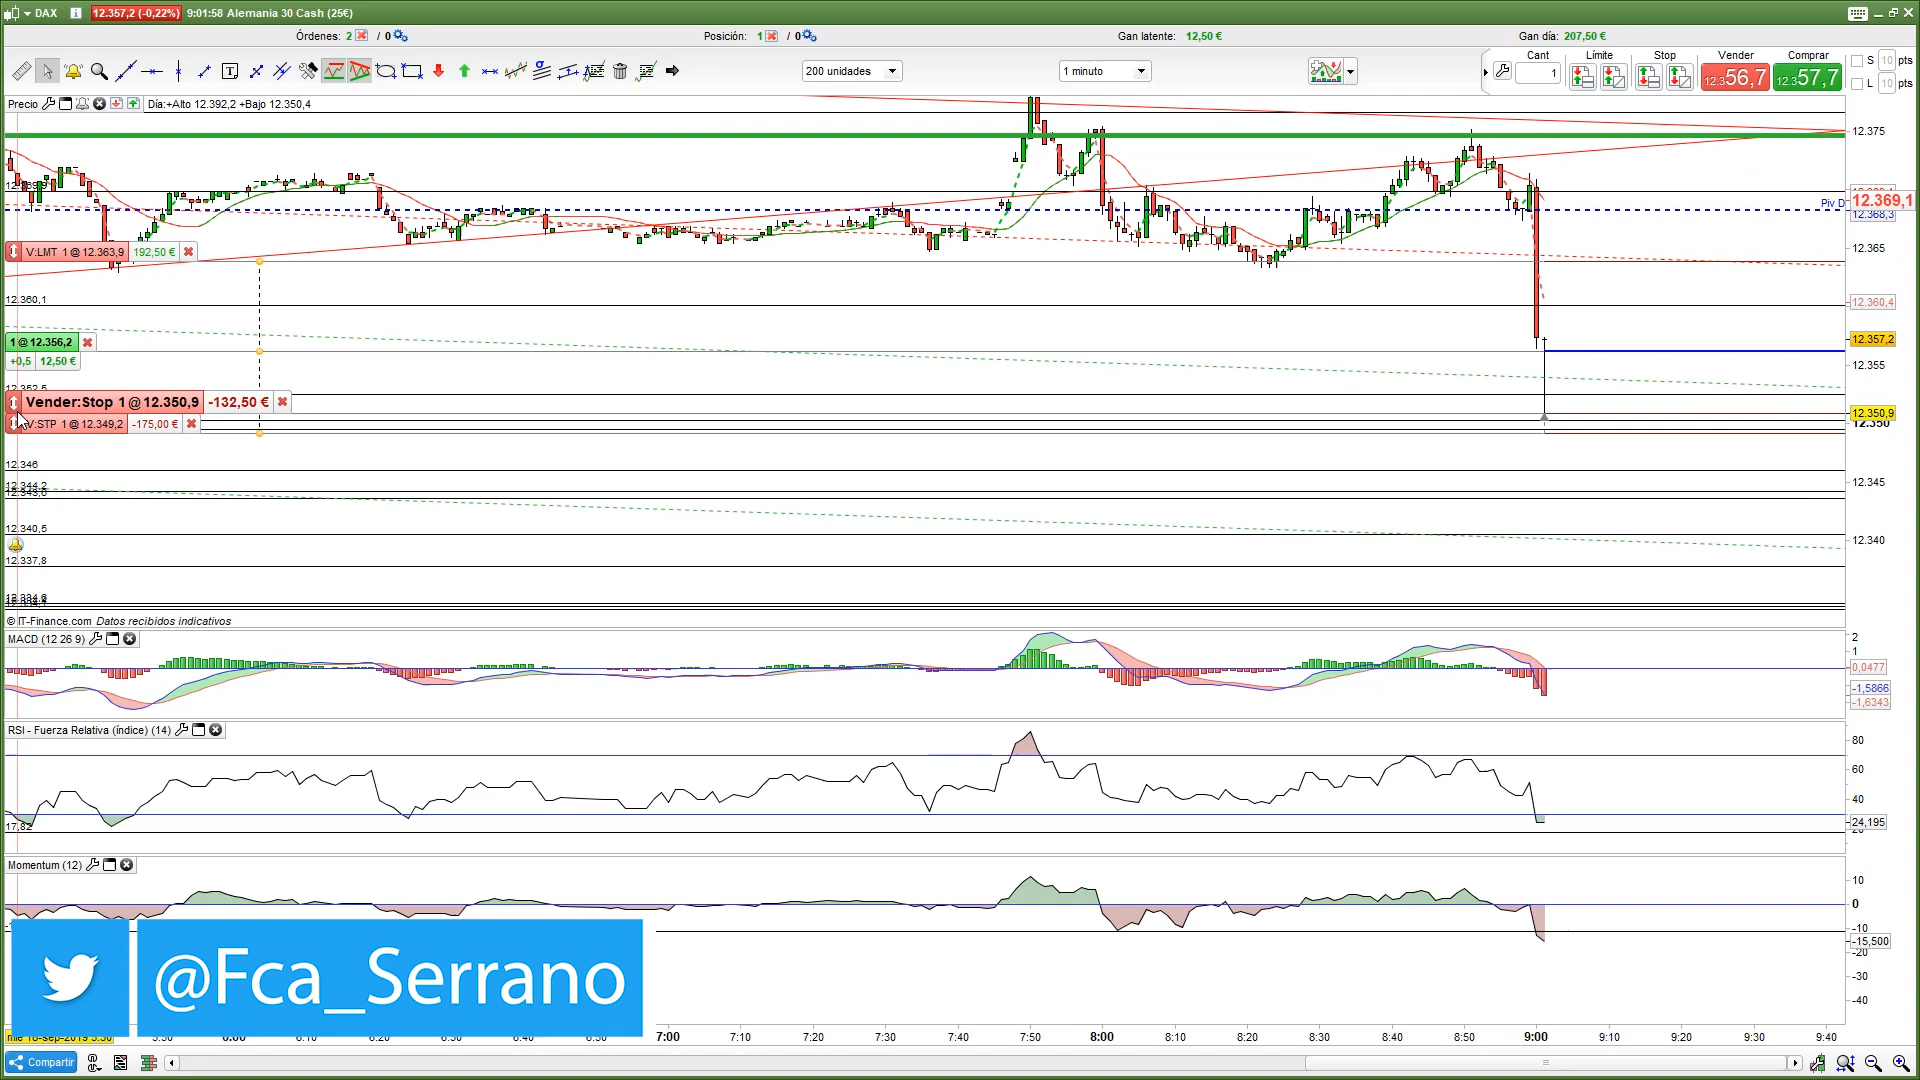 DAX 12.357,2 (-0,22%) 9:01:58 Alemania 30 Cash (25€)
Órdenes: 2 / 0 Posición: 1 / 0 Gan latente: 12,50 € Gan día: 207,50 €
200 unidades 1 minuto
Cant Límite Stop Vender Comprar
1 12.356,7 12.357,7
S 10 pts
L 10 pts
Precio Día:+Alto 12.392,2 +Bajo 12.350,4
12.375
Piv D
12.369,1
12.368,3
V:LMT 1 @ 12.363,9 192,50 €
12.365
12.360,1
12.360,4
1 @ 12.356,2
+0,5 12,50 €
12.357,2
12.355
12.352,5
Vender:Stop 1 @ 12.350,9 -132,50 €
12.350,9
V:STP 1 @ 12.349,2 -175,00 €
12.350
12.346
12.344,2
12.345
12.340,5
12.340
12.337,8
© IT-Finance.com Datos recibidos indicativos
MACD (12 26 9)
2
1
0,0477
-1,5866
-1,6343
RSI - Fuerza Relativa (índice) (14)
80
60
40
24,195
17,82
Momentum (12)
10
0
-10
-15,500
-20
-30
-40
@Fca_Serrano
7:00 7:10 7:20 7:30 7:40 7:50 8:00 8:10 8:20 8:30 8:40 8:50 9:00 9:10 9:20 9:30 9:40
Compartir